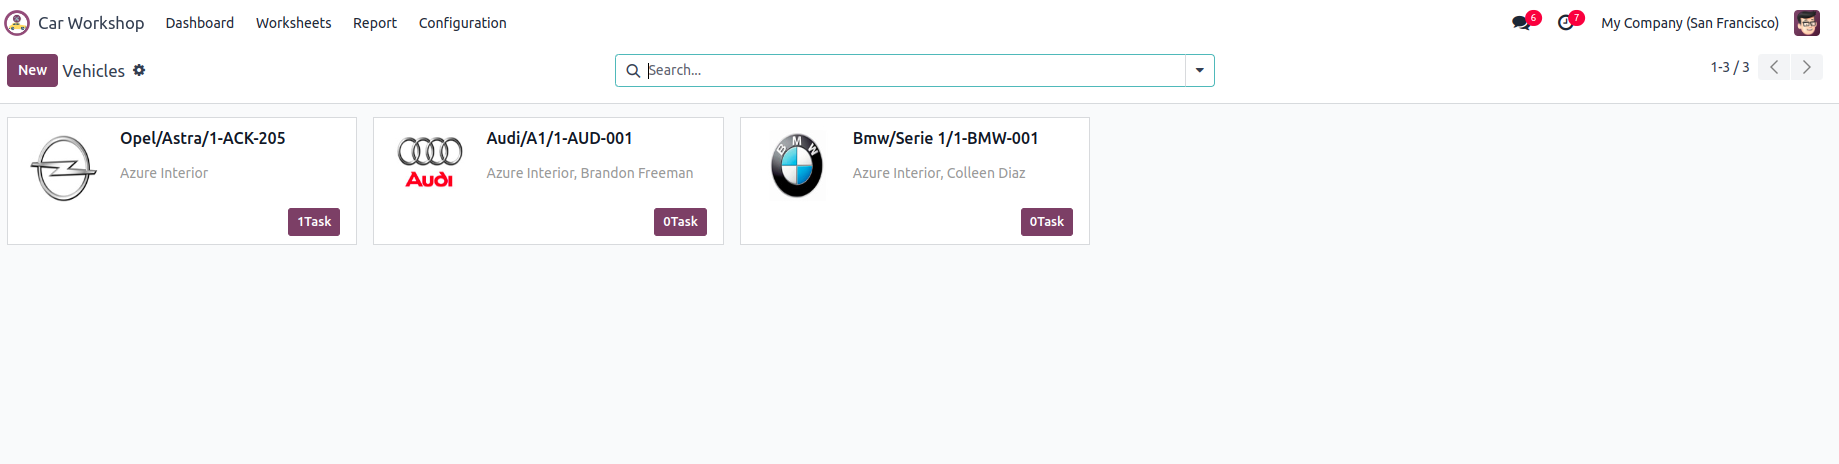 Car Workshop Dashboard Worksheets Report Configuration 6 7 My Company (San Francisco)
New Vehicles Search... 1-3 / 3
Opel/Astra/1-ACK-205
Azure Interior
1Task
Audi
Audi/A1/1-AUD-001
Azure Interior, Brandon Freeman
0Task
BMW
Bmw/Serie 1/1-BMW-001
Azure Interior, Colleen Diaz
0Task